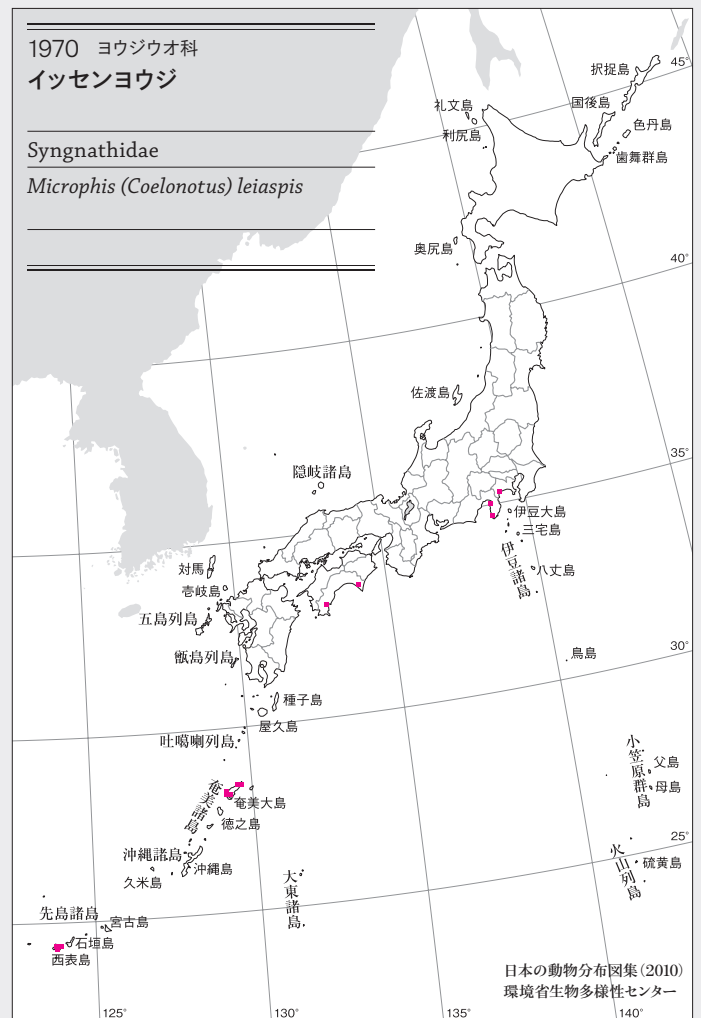 1970 ヨウジウオ科
イッセンヨウジ
Syngnathidae
Microphis (Coelonotus) leiaspis
択捉島
45°
国後島
礼文島
色丹島
利尻島
歯舞群島
奥尻島
40°
佐渡島
35°
隠岐諸島
伊豆大島
三宅島
伊豆諸島
八丈島
対馬
壱岐島
五島列島
甑島列島
鳥島
30°
種子島
屋久島
吐噶喇列島
小笠原群島
父島
母島
奄美諸島
奄美大島
徳之島
25°
沖縄諸島
沖縄島
久米島
火山列島
硫黄島
大東諸島
先島諸島
宮古島
石垣島
西表島
日本の動物分布図集(2010)
環境省生物多様性センター
125°
130°
135°
140°